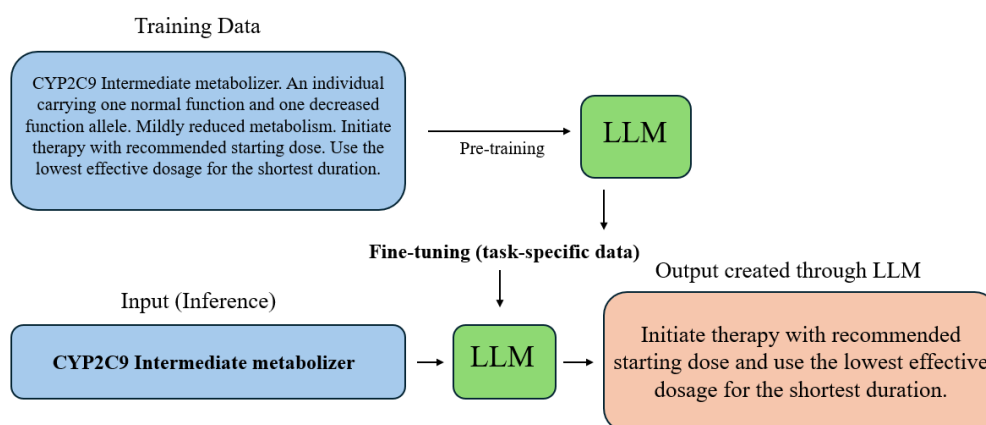 Training Data
CYP2C9 Intermediate metabolizer. An individual
carrying one normal function and one decreased
function allele. Mildly reduced metabolism. Initiate
therapy with recommended starting dose. Use the
lowest effective dosage for the shortest duration.
Pre-training
LLM
Fine-tuning (task-specific data)
Input (Inference)
CYP2C9 Intermediate metabolizer
LLM
Output created through LLM
Initiate therapy with recommended
starting dose and use the lowest effective
dosage for the shortest duration.